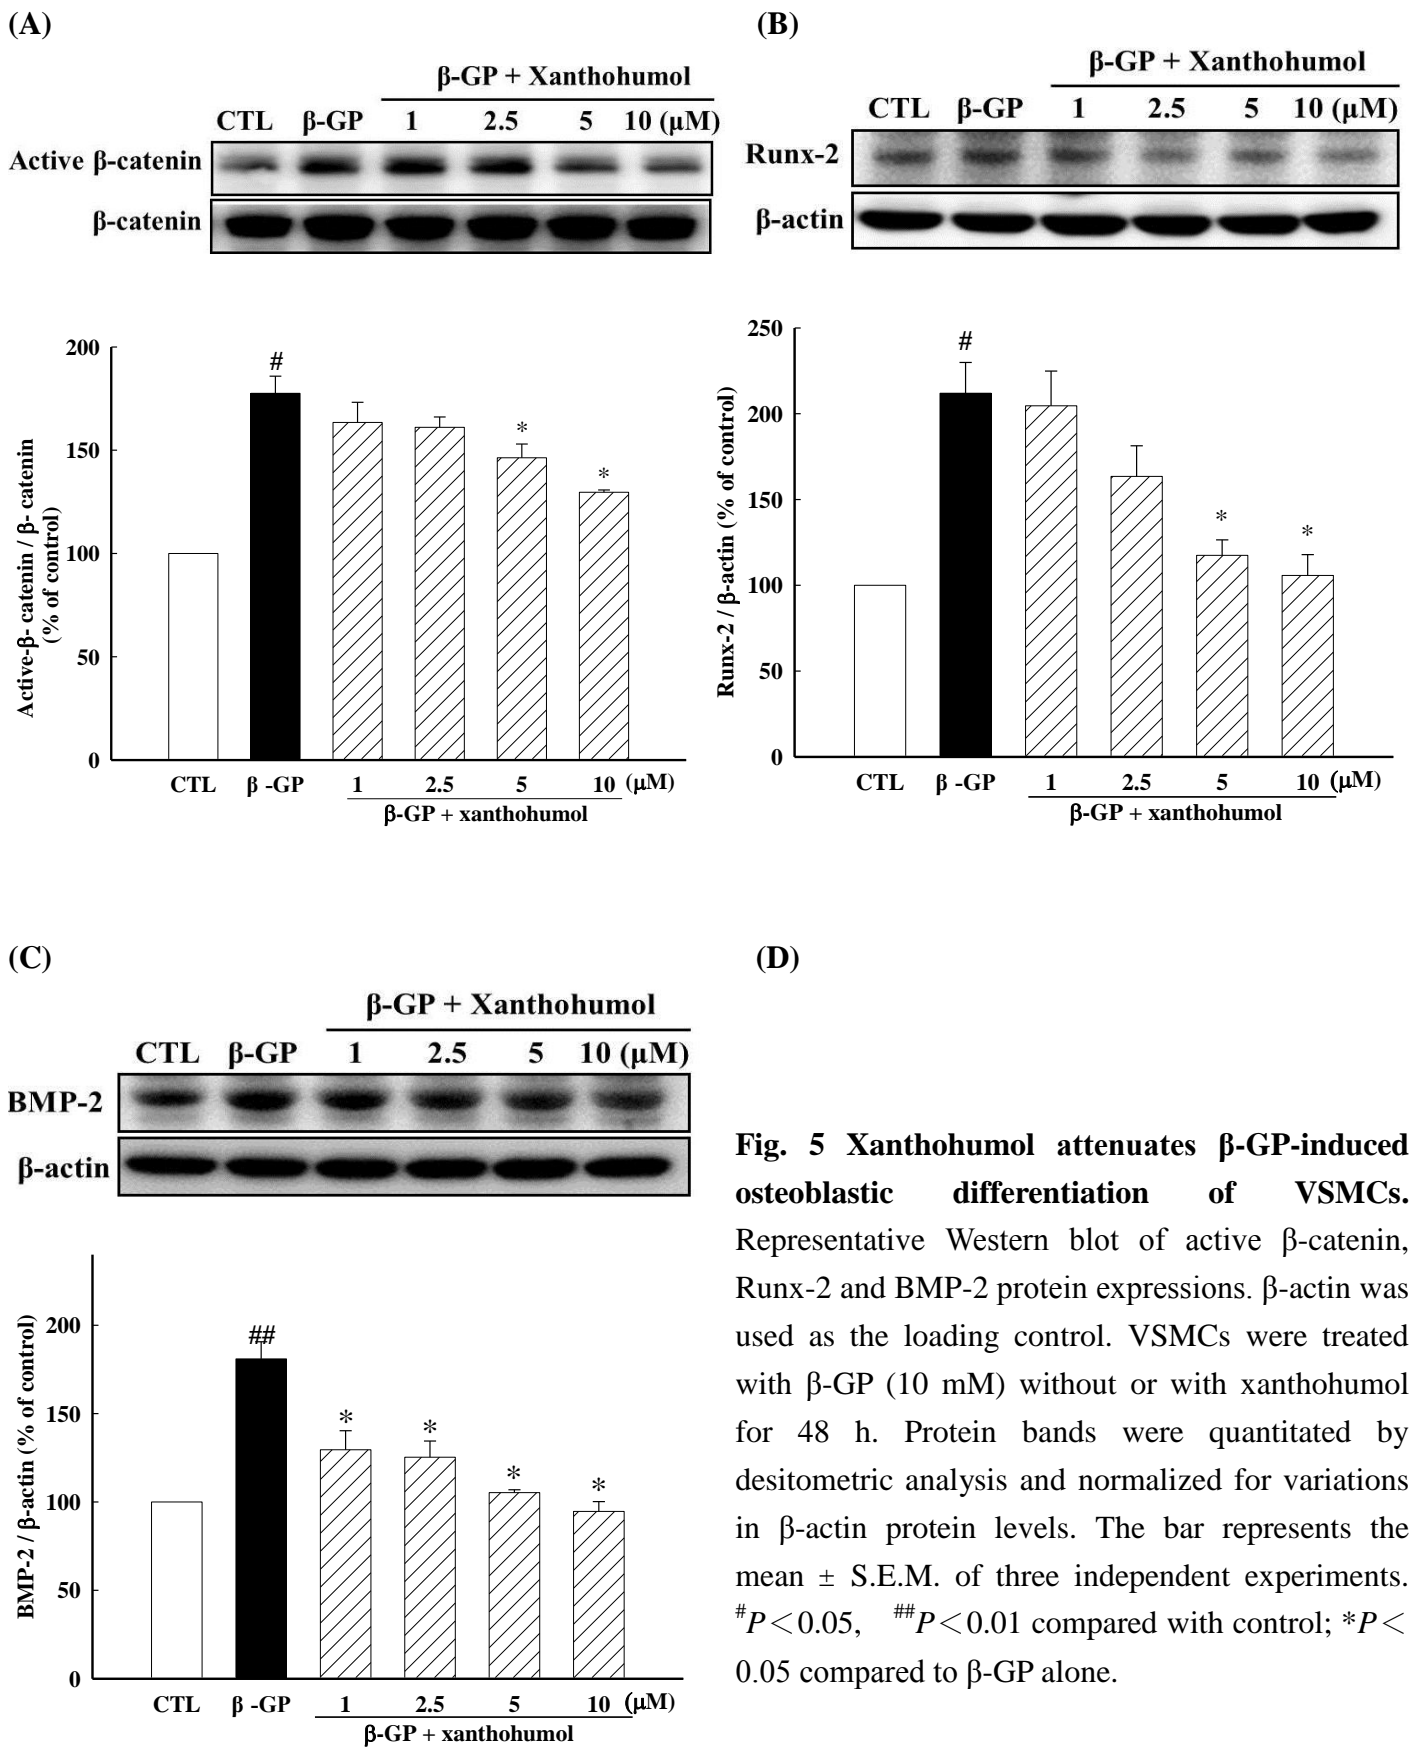 (A)
β-GP + Xanthohumol
CTL β-GP 1 2.5 5 10 (μM)
Active β-catenin
β-catenin
200
150
100
50
0
Active-β- catenin / β- catenin
(% of control)
#
*
*
CTL β -GP 1 2.5 5 10 (μM)
β-GP + xanthohumol
(B)
β-GP + Xanthohumol
CTL β-GP 1 2.5 5 10 (μM)
Runx-2
β-actin
250
200
150
100
50
0
Runx-2 / β-actin (% of control)
#
*
*
CTL β -GP 1 2.5 5 10 (μM)
β-GP + xanthohumol
(C)
β-GP + Xanthohumol
CTL β-GP 1 2.5 5 10 (μM)
BMP-2
β-actin
200
150
100
50
0
BMP-2 / β-actin (% of control)
##
*
*
*
*
CTL β -GP 1 2.5 5 10 (μM)
β-GP + xanthohumol
(D)
Fig. 5 Xanthohumol attenuates β-GP-induced
osteoblastic differentiation of VSMCs.
Representative Western blot of active β-catenin,
Runx-2 and BMP-2 protein expressions. β-actin was
used as the loading control. VSMCs were treated
with β-GP (10 mM) without or with xanthohumol
for 48 h. Protein bands were quantitated by
desitometric analysis and normalized for variations
in β-actin protein levels. The bar represents the
mean ± S.E.M. of three independent experiments.
#P＜0.05, ##P＜0.01 compared with control; *P＜
0.05 compared to β-GP alone.